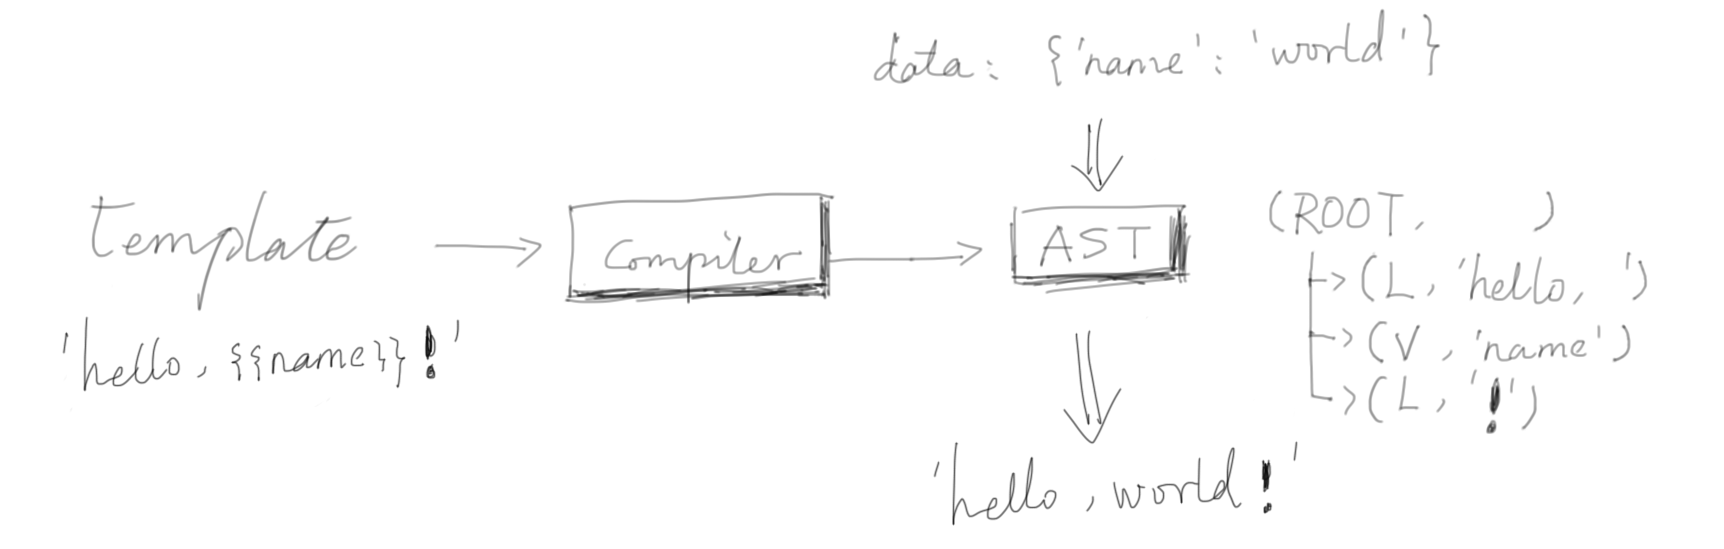 data: {'name': 'world'}
template
Compiler
AST
(ROOT, )
(L, 'hello, ')
(V, 'name')
(L, '!')
'hello, {{name}}!'
'hello, world!'